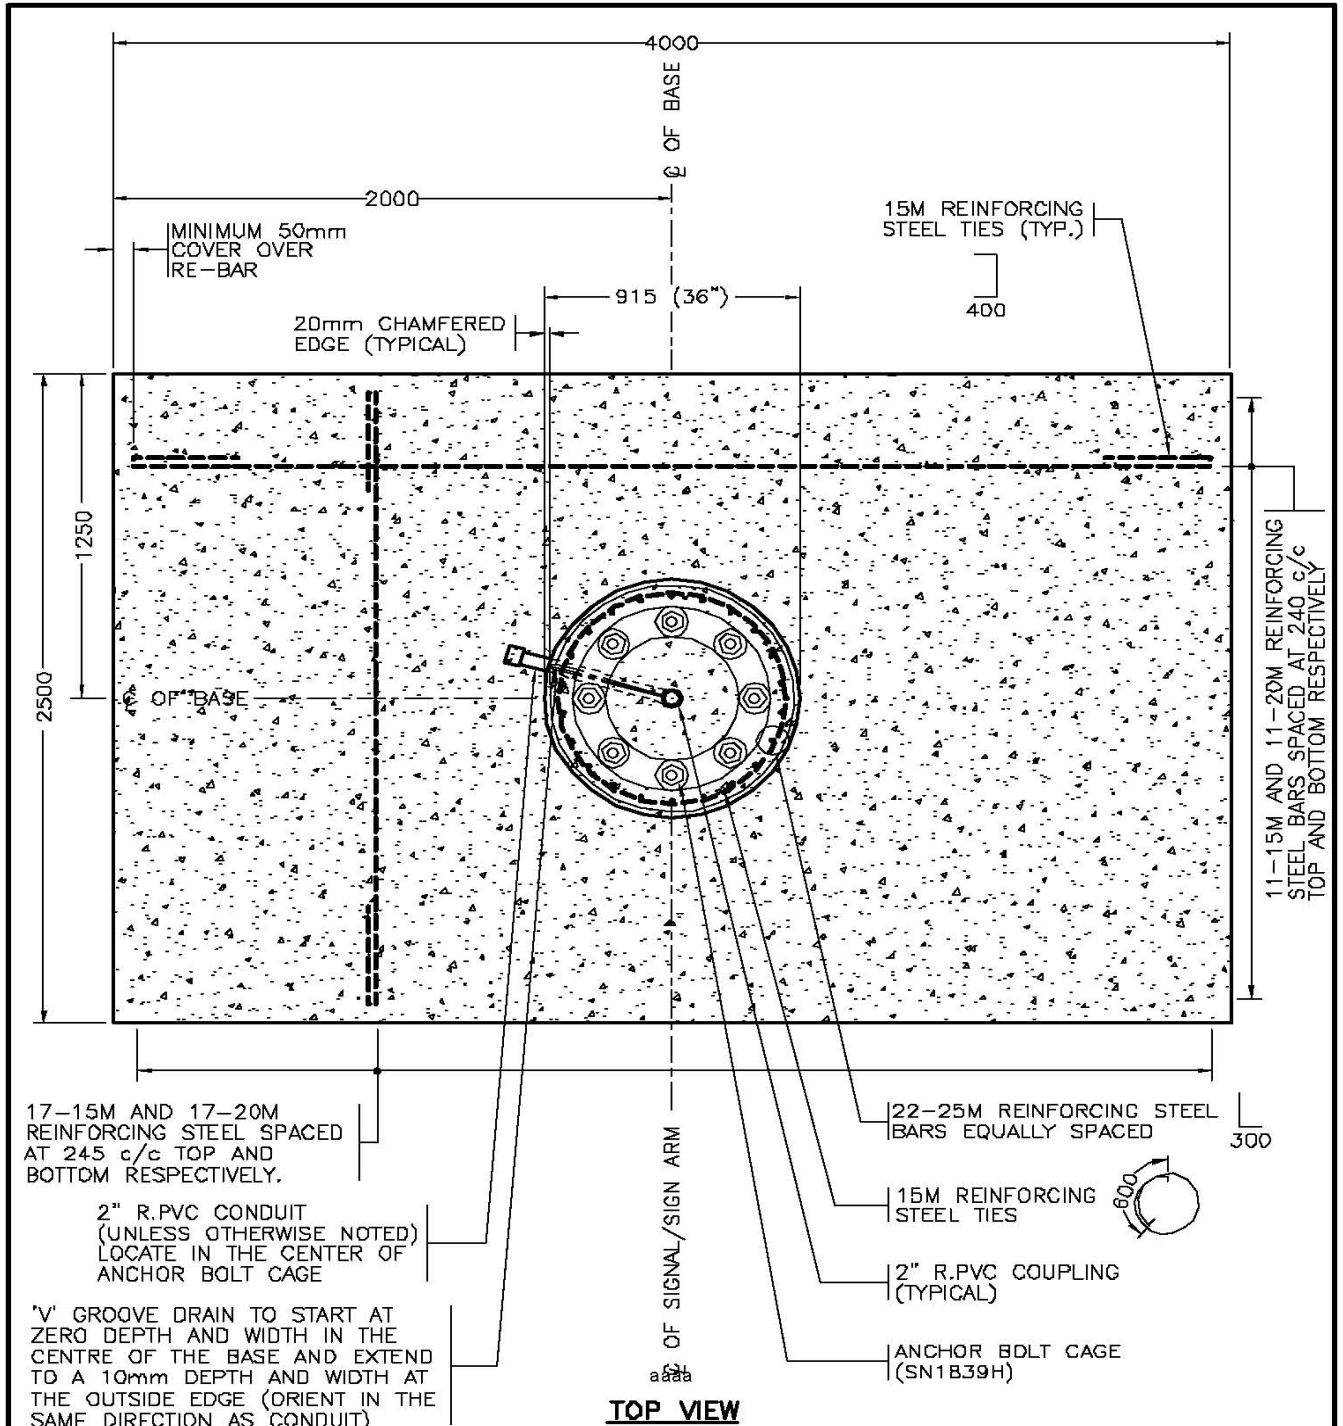 4000
℄ OF BASE
2000
MINIMUM 50mm
COVER OVER
RE-BAR
15M REINFORCING
STEEL TIES (TYP.)
400
915 (36")
20mm CHAMFERED
EDGE (TYPICAL)
1250
2500
℄ OF BASE
11-15M AND 11-20M REINFORCING
STEEL BARS SPACED AT 240 c/c
TOP AND BOTTOM RESPECTIVELY
17-15M AND 17-20M
REINFORCING STEEL SPACED
AT 245 c/c TOP AND
BOTTOM RESPECTIVELY.
22-25M REINFORCING STEEL
BARS EQUALLY SPACED
300
2" R.PVC CONDUIT
(UNLESS OTHERWISE NOTED)
LOCATE IN THE CENTER OF
ANCHOR BOLT CAGE
15M REINFORCING
STEEL TIES
600
2" R.PVC COUPLING
(TYPICAL)
'V' GROOVE DRAIN TO START AT
ZERO DEPTH AND WIDTH IN THE
CENTRE OF THE BASE AND EXTEND
TO A 10mm DEPTH AND WIDTH AT
THE OUTSIDE EDGE (ORIENT IN THE
SAME DIRECTION AS CONDUIT)
ANCHOR BOLT CAGE
(SN1839H)
℄ OF SIGNAL/SIGN ARM
aaaa
TOP VIEW